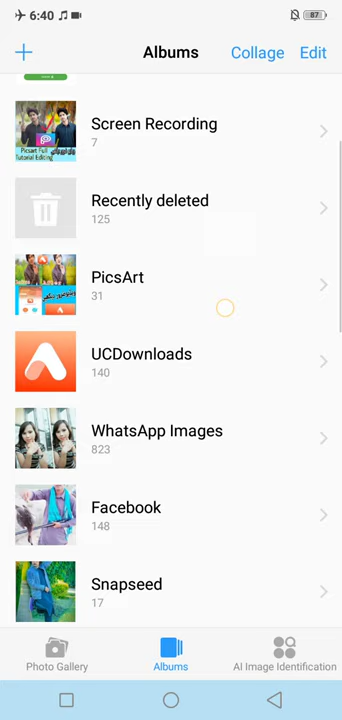 6:40
87
Albums
Collage
Edit
Picsart Full
Tutorial Editing
Screen Recording
7
Recently deleted
125
PicsArt
31
UCDownloads
140
WhatsApp Images
823
Facebook
148
Snapseed
17
Photo Gallery
Albums
AI Image Identification